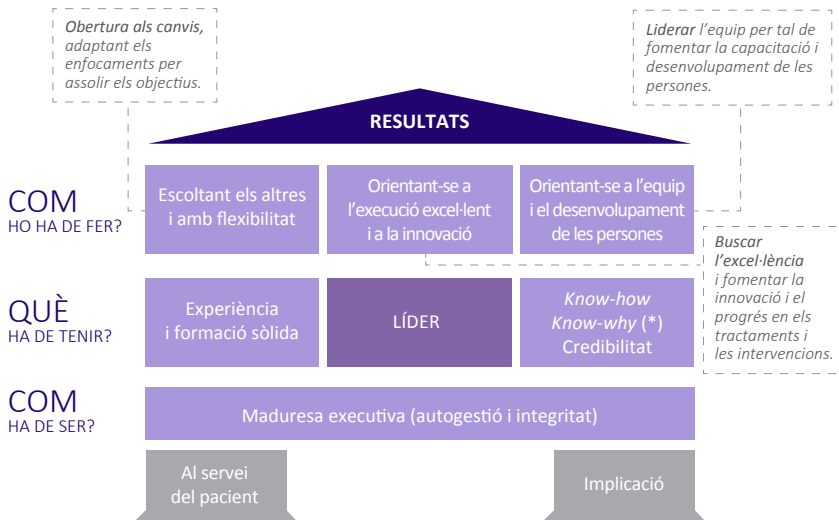 Obertura als canvis,
adaptant els
enfocaments per
assolir els objectius.
Liderar l'equip per tal de
fomentar la capacitació i
desenvolupament de les
persones.
RESULTATS
COM
HO HA DE FER?
Escoltant els altres
i amb flexibilitat
Orientant-se a
l'execució excel·lent
i a la innovació
Orientant-se a l'equip
i el desenvolupament
de les persones
Buscar
l'excel·lència
i fomentar la
innovació i el
progrés en els
tractaments i
les intervencions.
QUÈ
HA DE TENIR?
Experiència
i formació sòlida
LÍDER
Know-how
Know-why (*)
Credibilitat
COM
HA DE SER?
Maduresa executiva (autogestió i integritat)
Al servei
del pacient
Implicació